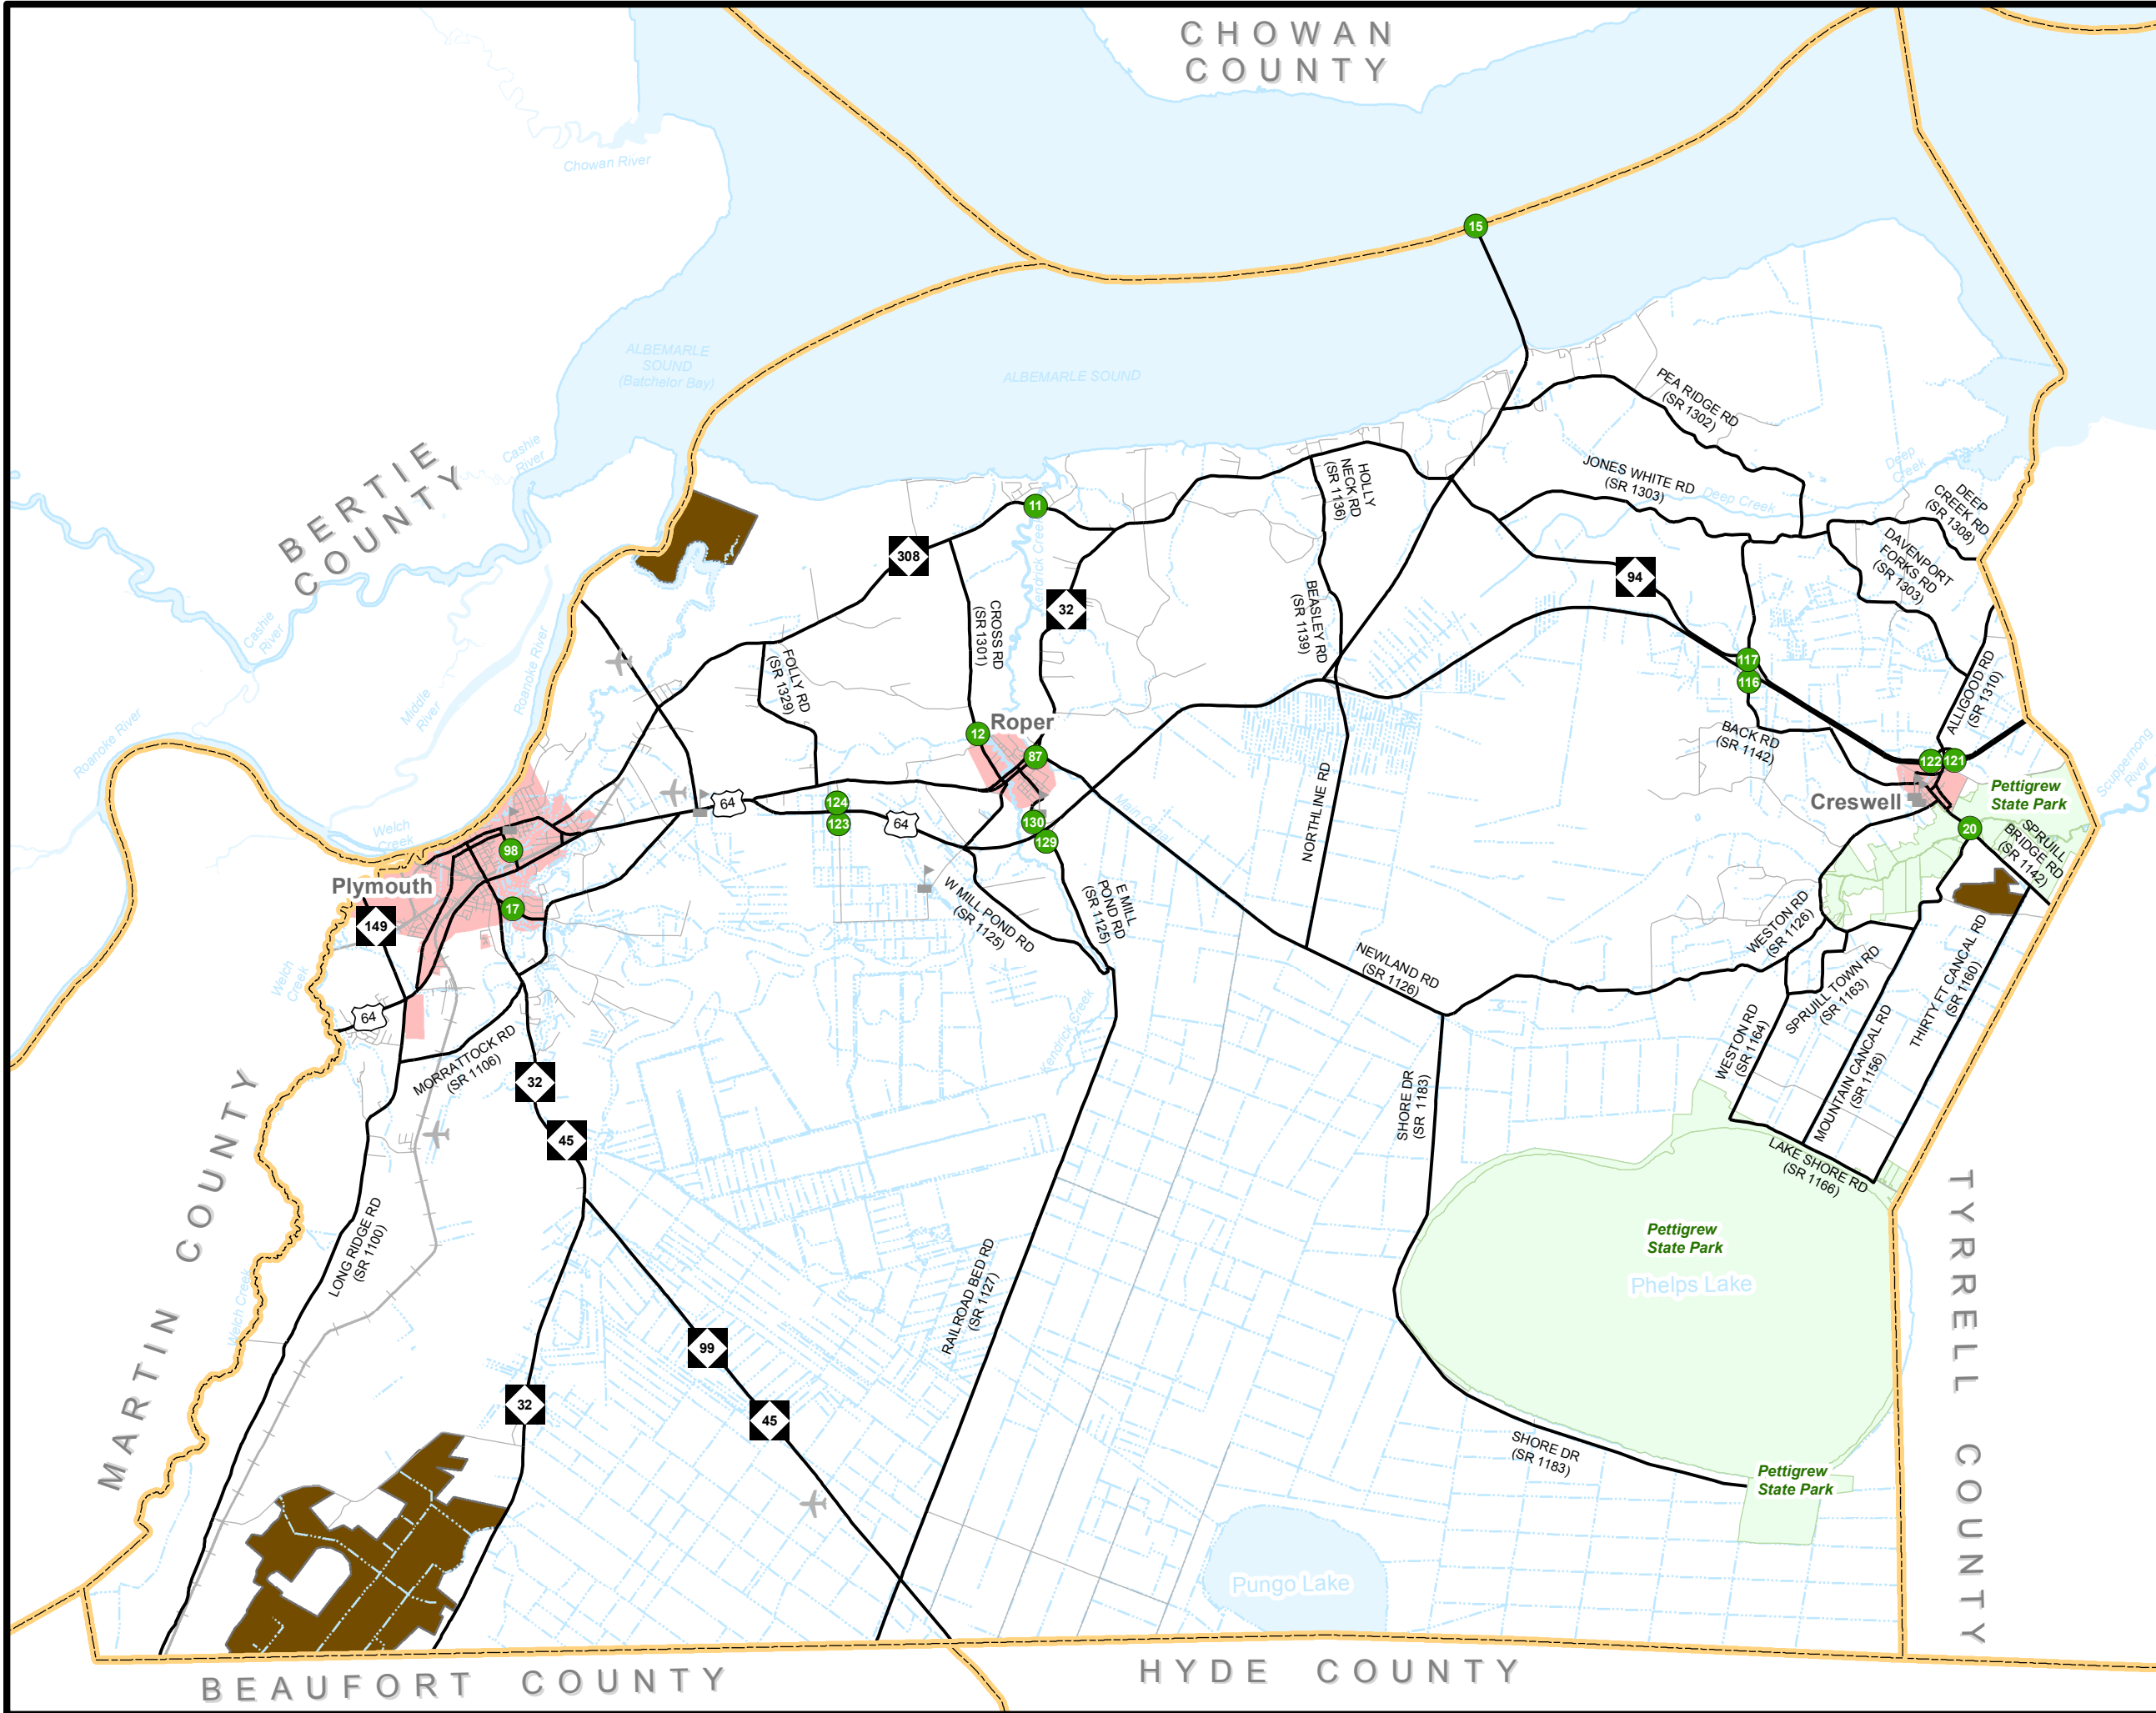 CHOWAN
COUNTY
Chowan River
15
ALBEMARLE
SOUND
(Batchelor Bay)
ALBEMARLE SOUND
PEA RIDGE RD
(SR 1302)
BERTIE
COUNTY
Cashie
River
HOLLY
NECK RD
(SR 1136)
JONES WHITE RD
(SR 1303)
Deep Creek
Deep
Creek
DEEP
CREEK RD
(SR 1308)
11
308
Kendrick Creek
32
94
DAVENPORT
FORKS RD
(SR 1303)
CROSS RD
(SR 1301)
BEASLEY RD
(SR 1139)
Cashie
River
Middle
River
Roanoke River
Roanoke River
FOLLY RD
(SR 1329)
117
116
ALLIGOOD RD
(SR 1310)
12
Roper
87
BACK RD
(SR 1142)
122
121
Scuppernong
River
Pettigrew
State Park
Creswell
64
124
123
64
130
129
Main Canal
NORTHLINE RD
20
SPRUILL
BRIDGE RD
(SR 1142)
Welch
Creek
98
Plymouth
17
149
W MILL POND RD
(SR 1125)
E MILL
POND RD
(SR 1125)
WESTON RD
(SR 1126)
NEWLAND RD
(SR 1126)
SPRUILL TOWN RD
(SR 1163)
THIRTY FT CANCAL RD
(SR 1160)
Welch
Creek
64
MORRATTOCK RD
(SR 1106)
Kendrick Creek
WESTON RD
(SR 1164)
MOUNTAIN CANCAL RD
(SR 1156)
32
45
SHORE DR
(SR 1183)
LAKE SHORE RD
(SR 1166)
MARTIN COUNTY
TYRRELL COUNTY
LONG RIDGE RD
(SR 1100)
Welch Creek
RAILROAD BED RD
(SR 1127)
Pettigrew
State Park
Phelps Lake
99
32
45
SHORE DR
(SR 1183)
Pettigrew
State Park
Pungo Lake
BEAUFORT COUNTY
HYDE COUNTY